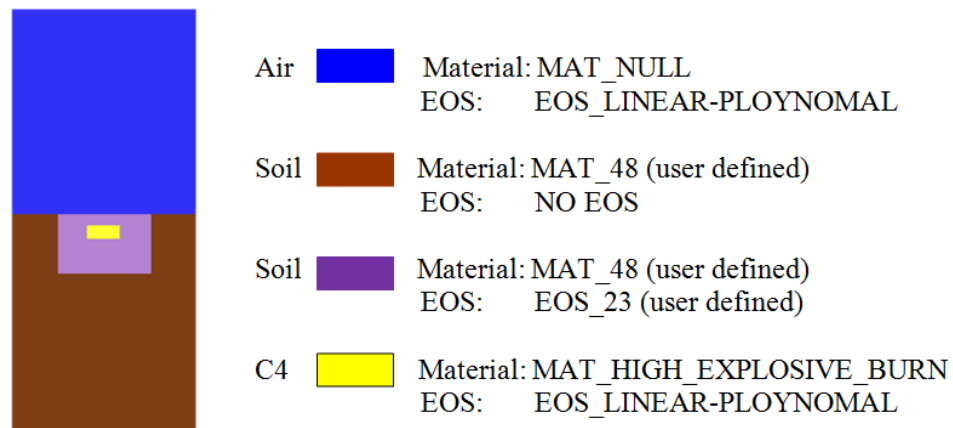 Air Material: MAT_NULL
EOS: EOS_LINEAR-PLOYNOMAL
Soil Material: MAT_48 (user defined)
EOS: NO EOS
Soil Material: MAT_48 (user defined)
EOS: EOS_23 (user defined)
C4 Material: MAT_HIGH_EXPLOSIVE_BURN
EOS: EOS_LINEAR-PLOYNOMAL